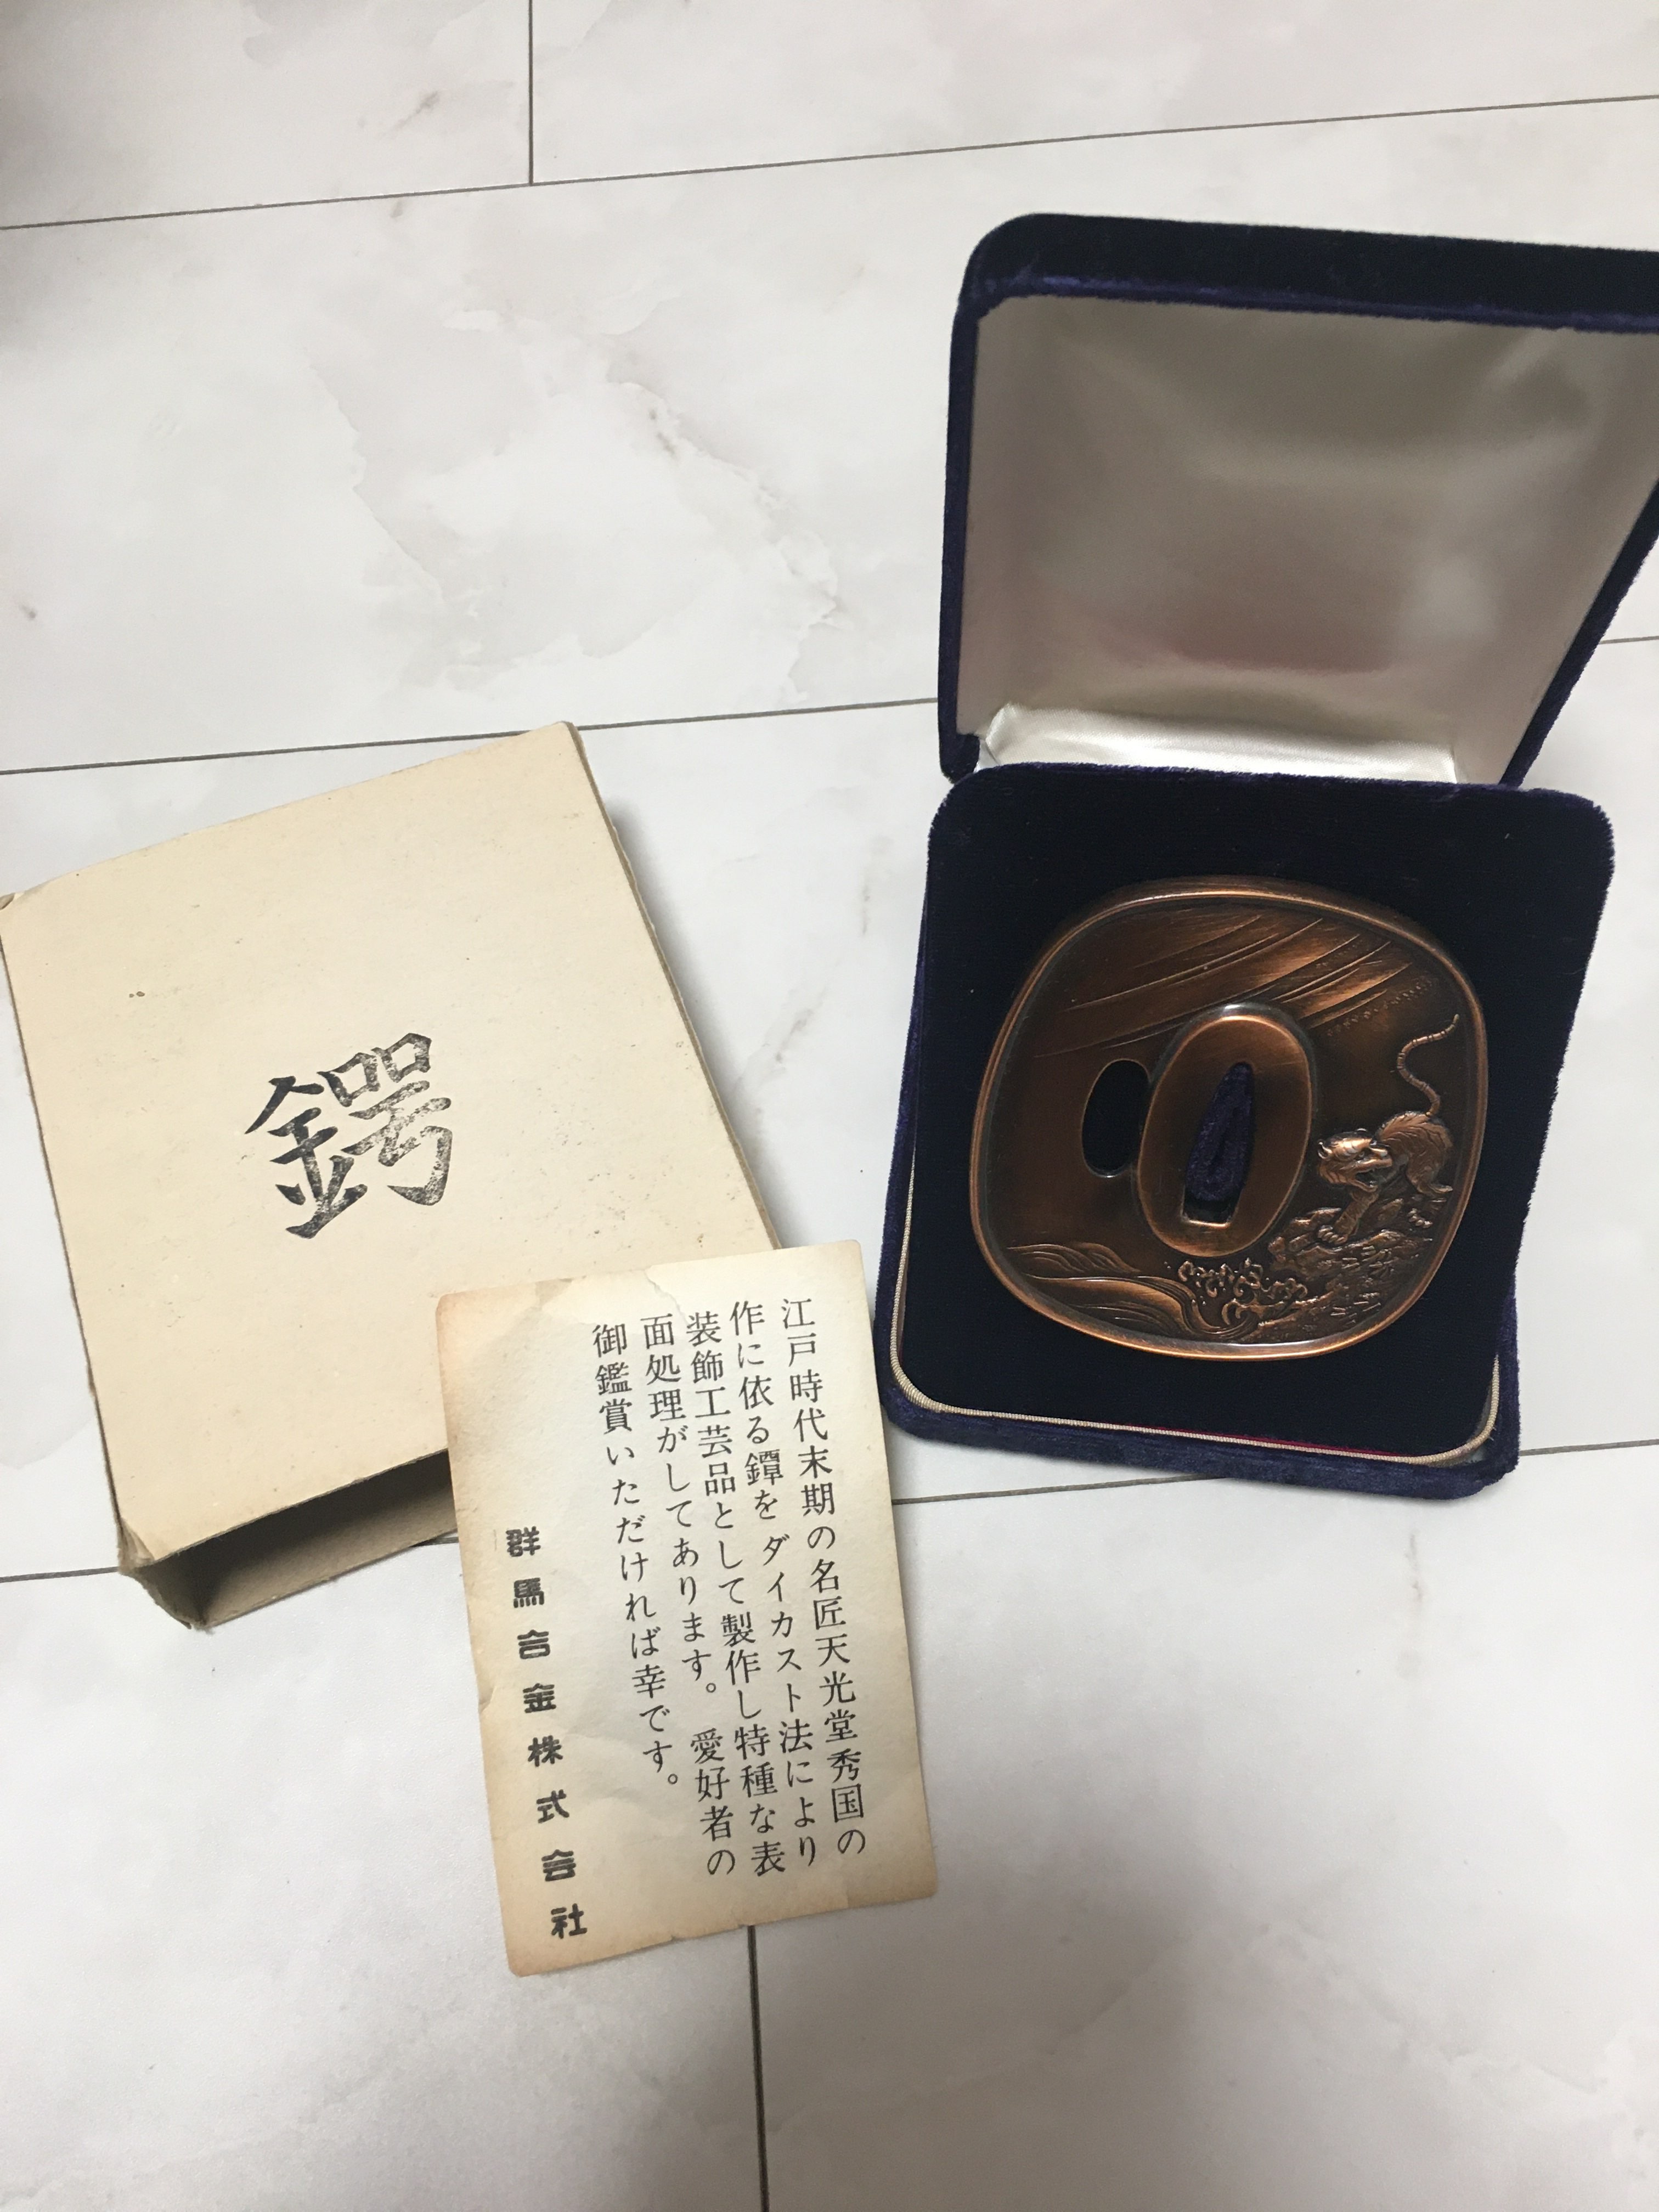 鍔
江戸時代末期の名匠天光堂秀国の
作に依る鐔をダイカスト法により
装飾工芸品として製作し特種な表
面処理がしてあります。愛好者の
御鑑賞いただければ幸です。
群馬合金株式会社